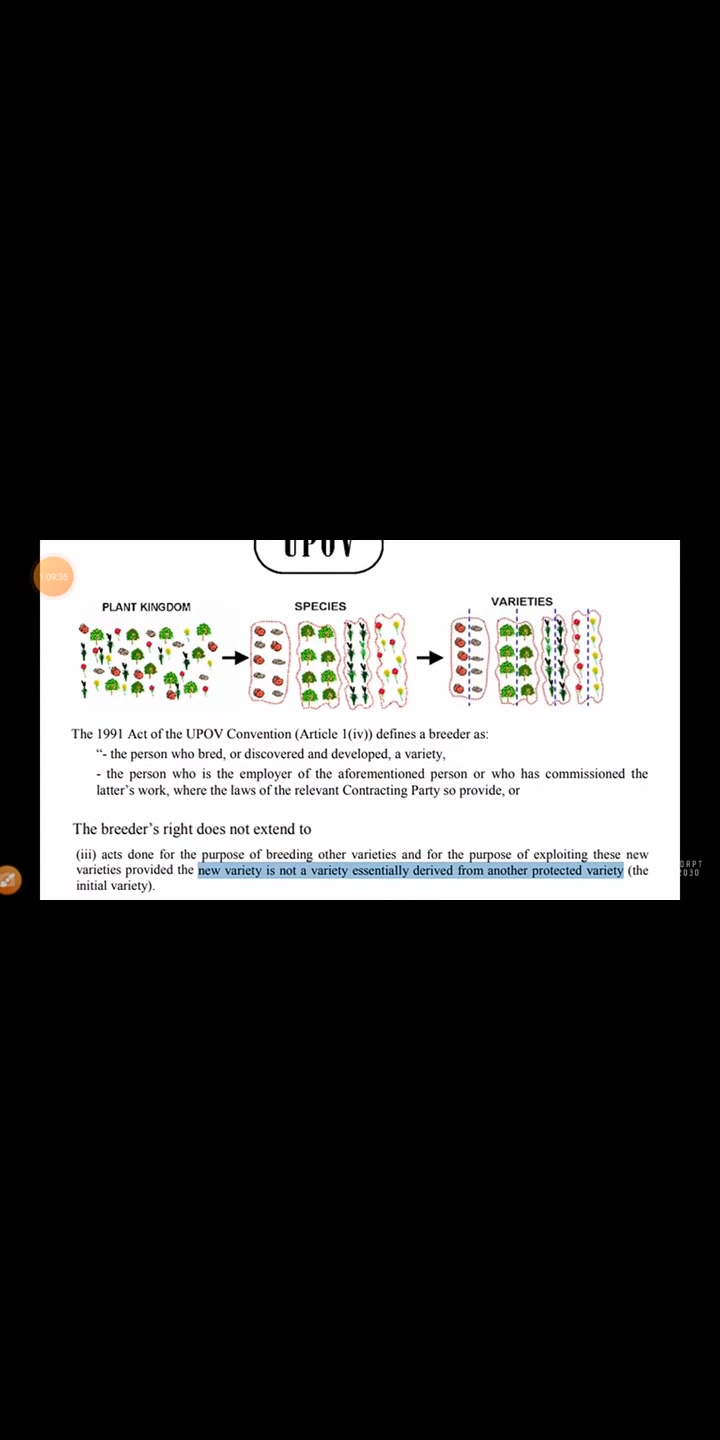 UPOV
:09:35
PLANT KINGDOM
SPECIES
VARIETIES
The 1991 Act of the UPOV Convention (Article 1(iv)) defines a breeder as:
“- the person who bred, or discovered and developed, a variety,
- the person who is the employer of the aforementioned person or who has commissioned the
latter’s work, where the laws of the relevant Contracting Party so provide, or
The breeder’s right does not extend to
(iii) acts done for the purpose of breeding other varieties and for the purpose of exploiting these new
varieties provided the new variety is not a variety essentially derived from another protected variety (the
initial variety).